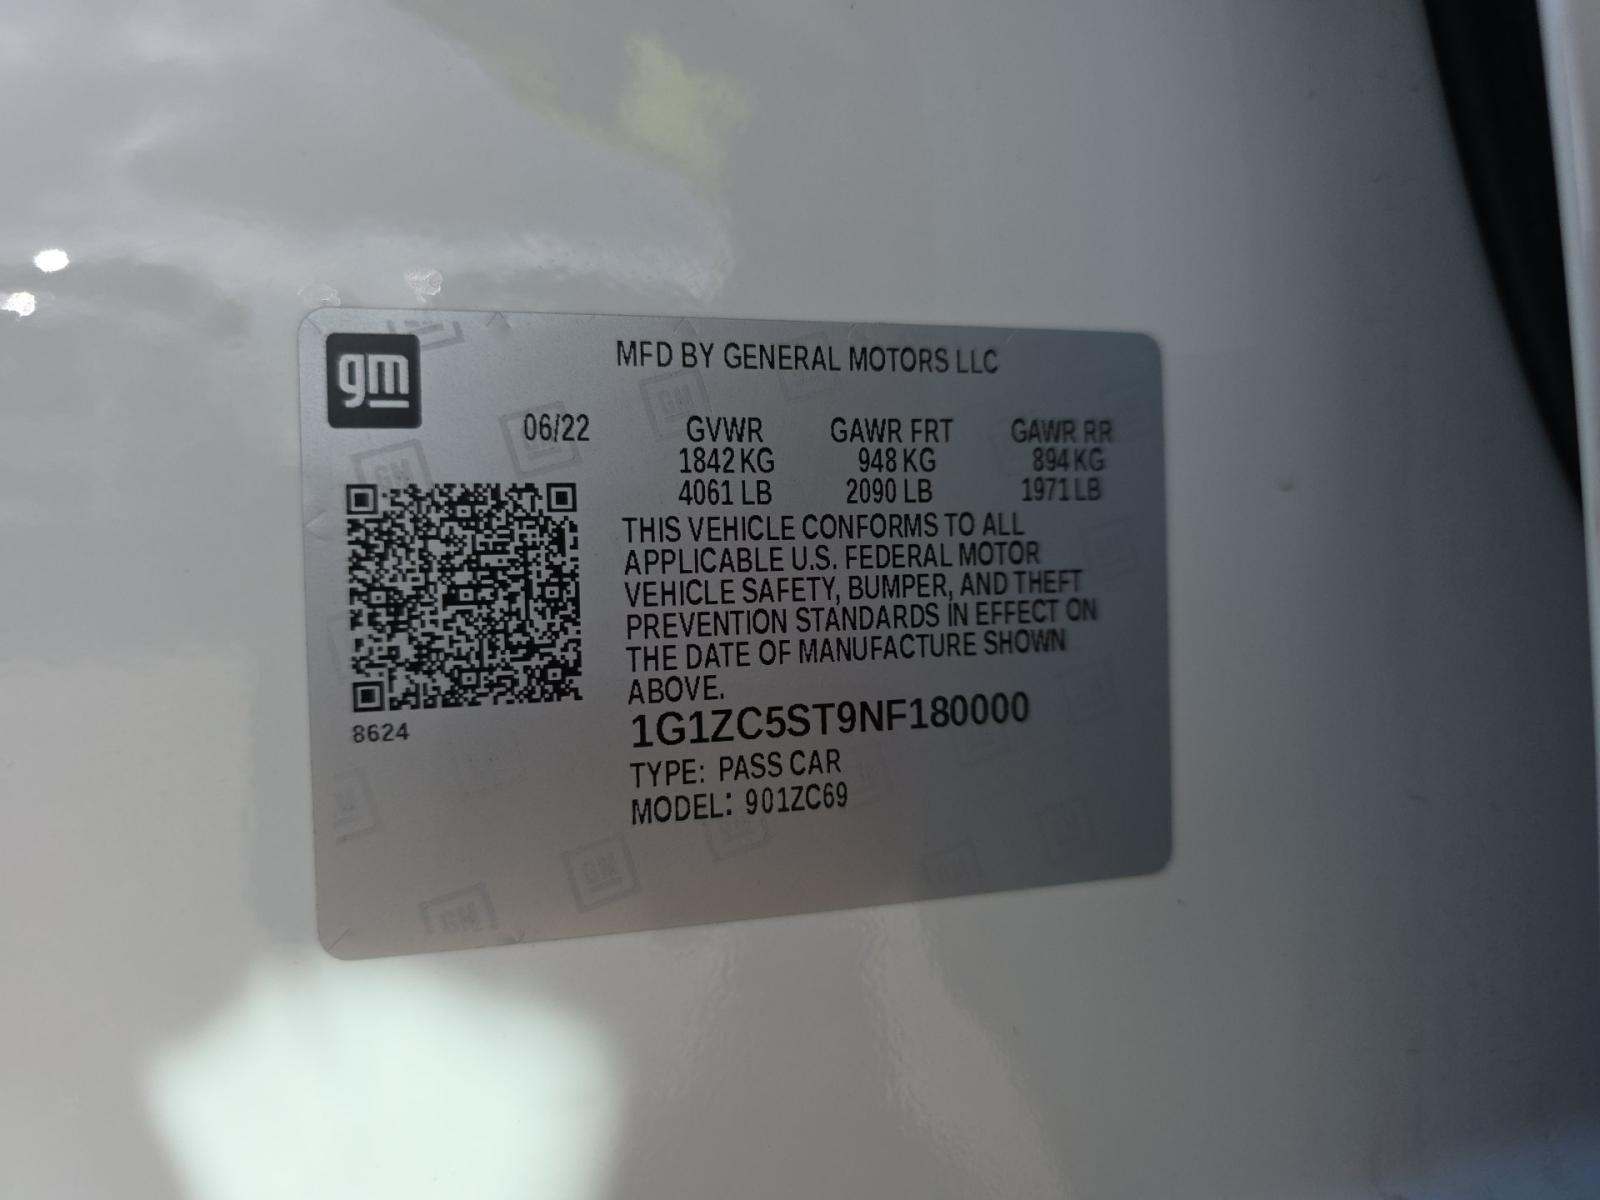 gm
MFD BY GENERAL MOTORS LLC
06/22 GVWR GAWR FRT GAWR RR
1842 KG 948 KG 894 KG
4061 LB 2090 LB 1971 LB
THIS VEHICLE CONFORMS TO ALL
APPLICABLE U.S. FEDERAL MOTOR
VEHICLE SAFETY, BUMPER, AND THEFT
PREVENTION STANDARDS IN EFFECT ON
THE DATE OF MANUFACTURE SHOWN
ABOVE.
1G1ZC5ST9NF180000
8624
TYPE: PASS CAR
MODEL: 901ZC69